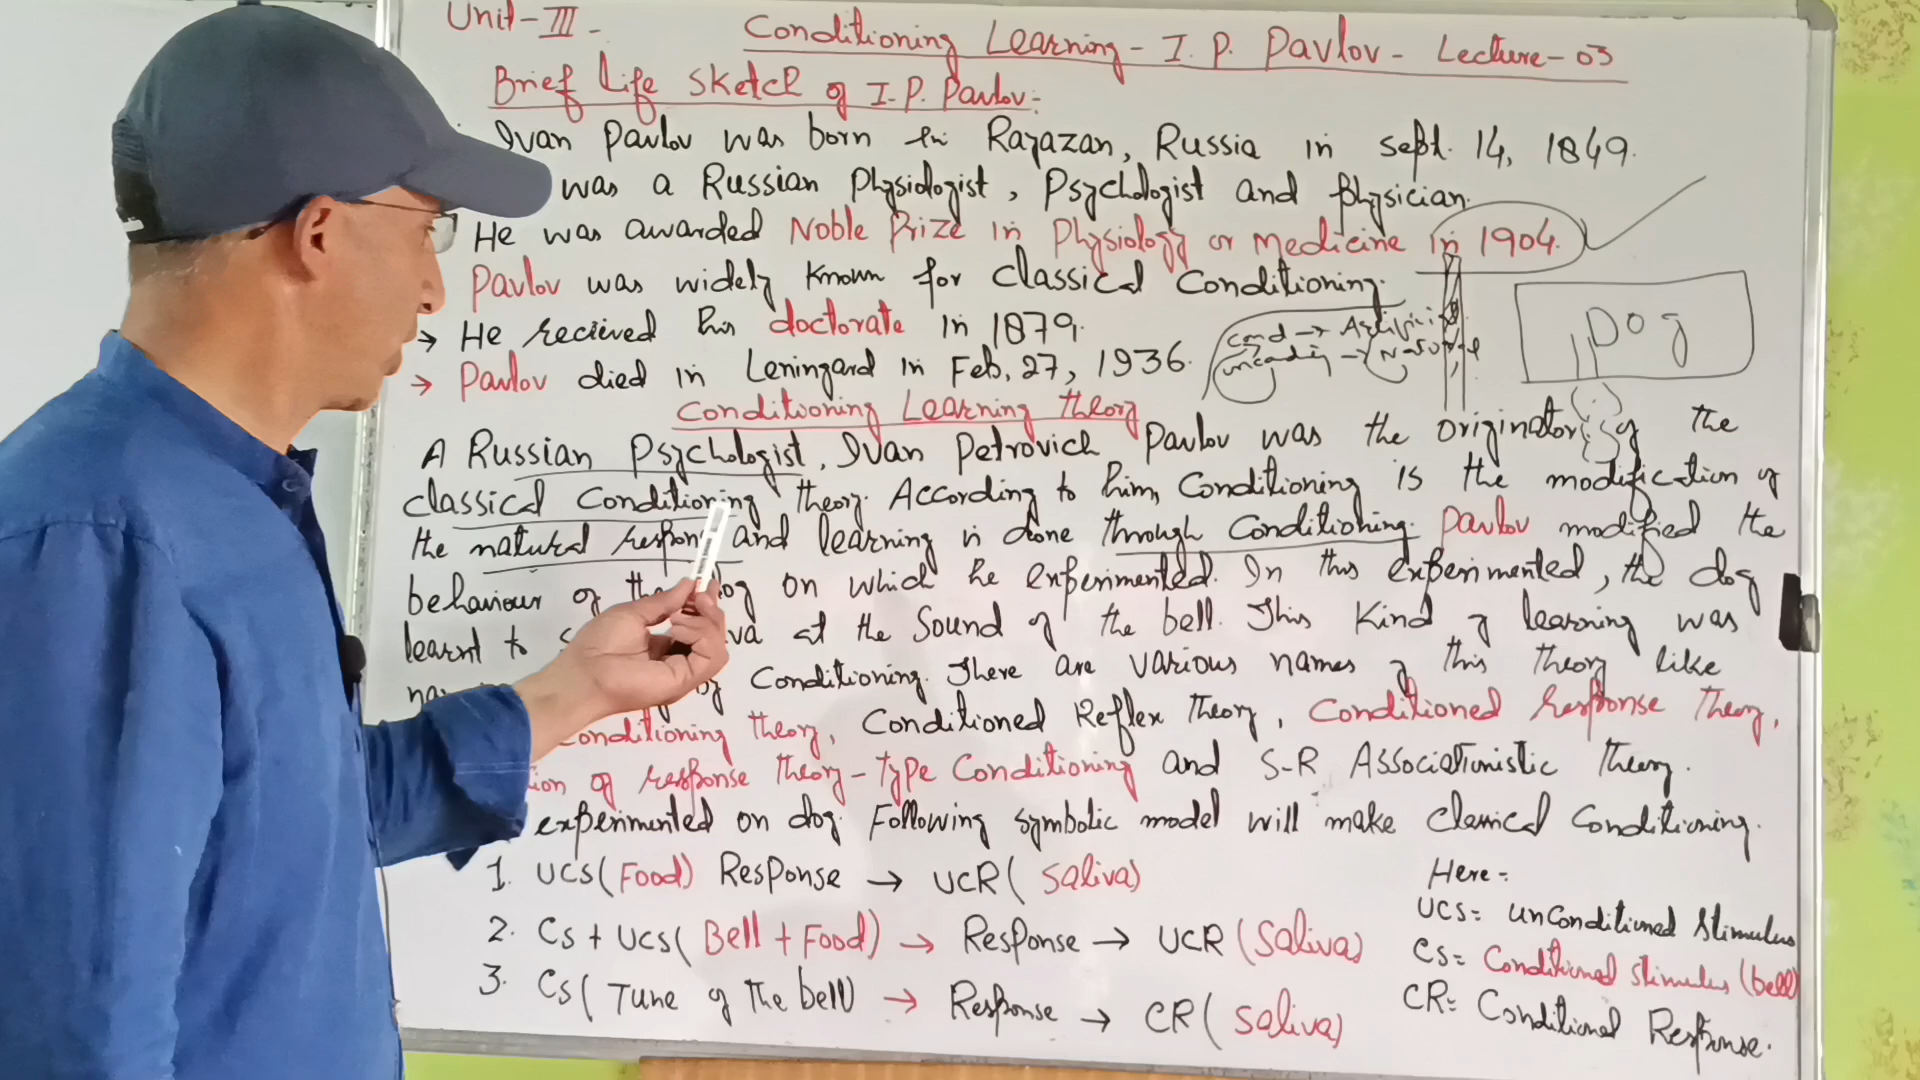 Unit-III.
Conditioning Learning - I. P. Pavlov - Lecture-03
Brief Life Sketch of I.P. Pavlov:-
Ivan Pavlov was born in Rayazan, Russia in sept. 14, 1849.
was a Russian Physiologist, Psychologist and physician.
He was awarded Noble Prize in Physiology or Medicine in 1904.
Pavlov was widely known for classical Conditioning.
→ He recieved his doctorate in 1879.
→ Pavlov died in Leningard in Feb, 27, 1936.
cond → Artifici
→ Natur
Dog
Conditioning Learning theory
A Russian Psychologist, Ivan Petrovich Pavlov was the originator of the
classical Conditioning theory. According to him, Conditioning is the modification of
the natural respon and learning is done through Conditioning. Pavlov modified the
behaviour of the dog on which he experimented. In this experimented, the dog
learnt to va at the Sound of the bell. This Kind of learning was
by Conditioning. There are various names of this theory like
Conditioning theory, Conditioned Reflex Theory, Conditioned Response Theory,
ion of response theory - type Conditioning and S-R Associationistic Theory.
experimented on dog. Following symbolic model will make classical Conditioning.
1. UCS(Food) Response → UCR( Saliva)
2. CS + UCS( Bell + Food) → Response → UCR (Saliva)
3. CS( Tune of the bell) → Response → CR( Saliva)
Here-
UCS= unConditioned Stimulus
CS= Conditioned Stimulus (bell)
CR= Conditioned Response.